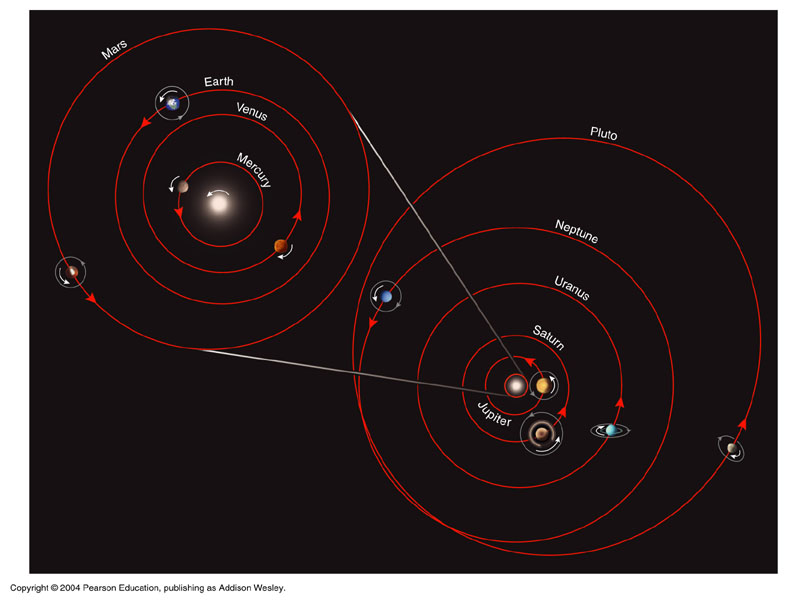 Mars
Earth
Venus
Mercury
Pluto
Neptune
Uranus
Saturn
Jupiter
Copyright © 2004 Pearson Education, publishing as Addison Wesley.